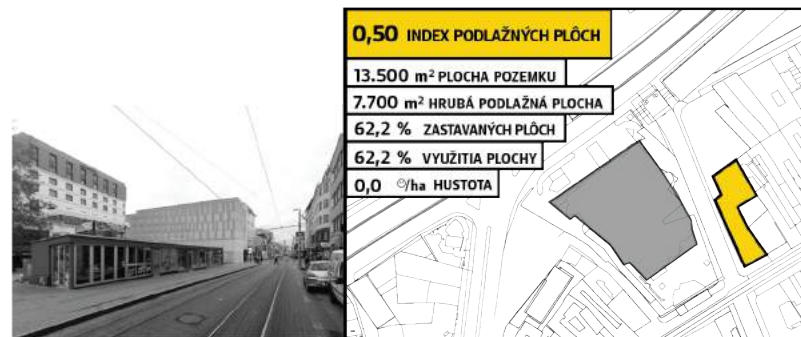 0,50 INDEX PODLAŽNÝCH PLÔCH
13.500 m² PLOCHA POZEMKU
7.700 m² HRUBÁ PODLAŽNÁ PLOCHA
62,2 % ZASTAVANÝCH PLÔCH
62,2 % VYUŽITIA PLOCHY
0,0 ☺/ha HUSTOTA